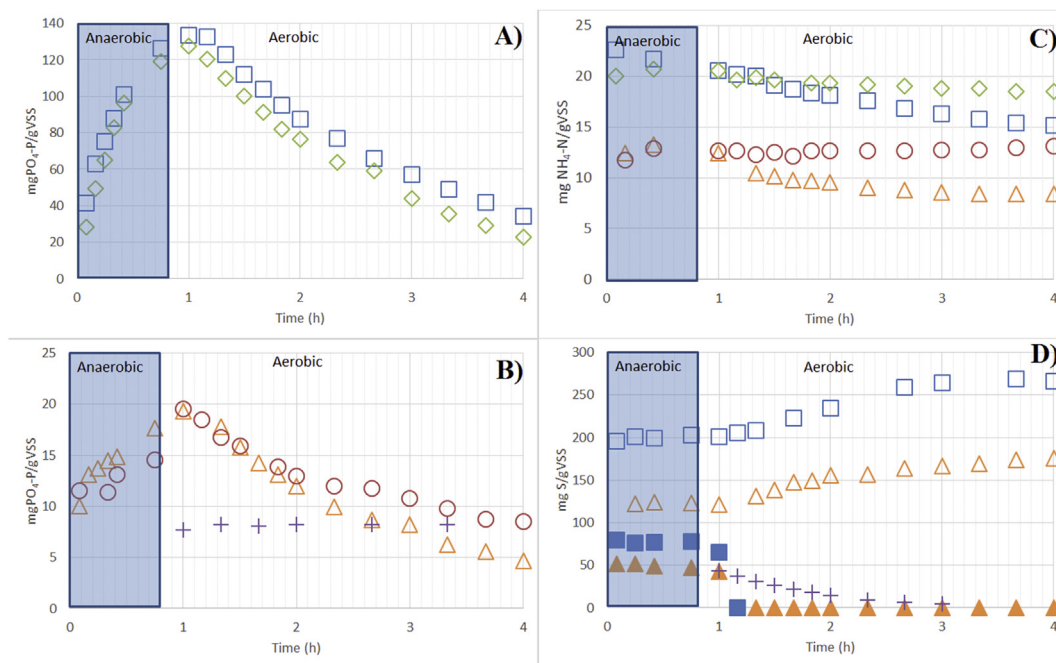 A)
Anaerobic
Aerobic
140
120
100
80
60
40
20
0
mgPO₄-P/gVSS
0 1 2 3 4
Time (h)
C)
Anaerobic
Aerobic
25
20
15
10
5
0
mg NH₄-N/gVSS
0 1 2 3 4
Time (h)
B)
Anaerobic
Aerobic
25
20
15
10
5
0
mgPO₄-P/gVSS
0 1 2 3 4
Time (h)
D)
Anaerobic
Aerobic
300
250
200
150
100
50
0
mg S/gVSS
0 1 2 3 4
Time (h)